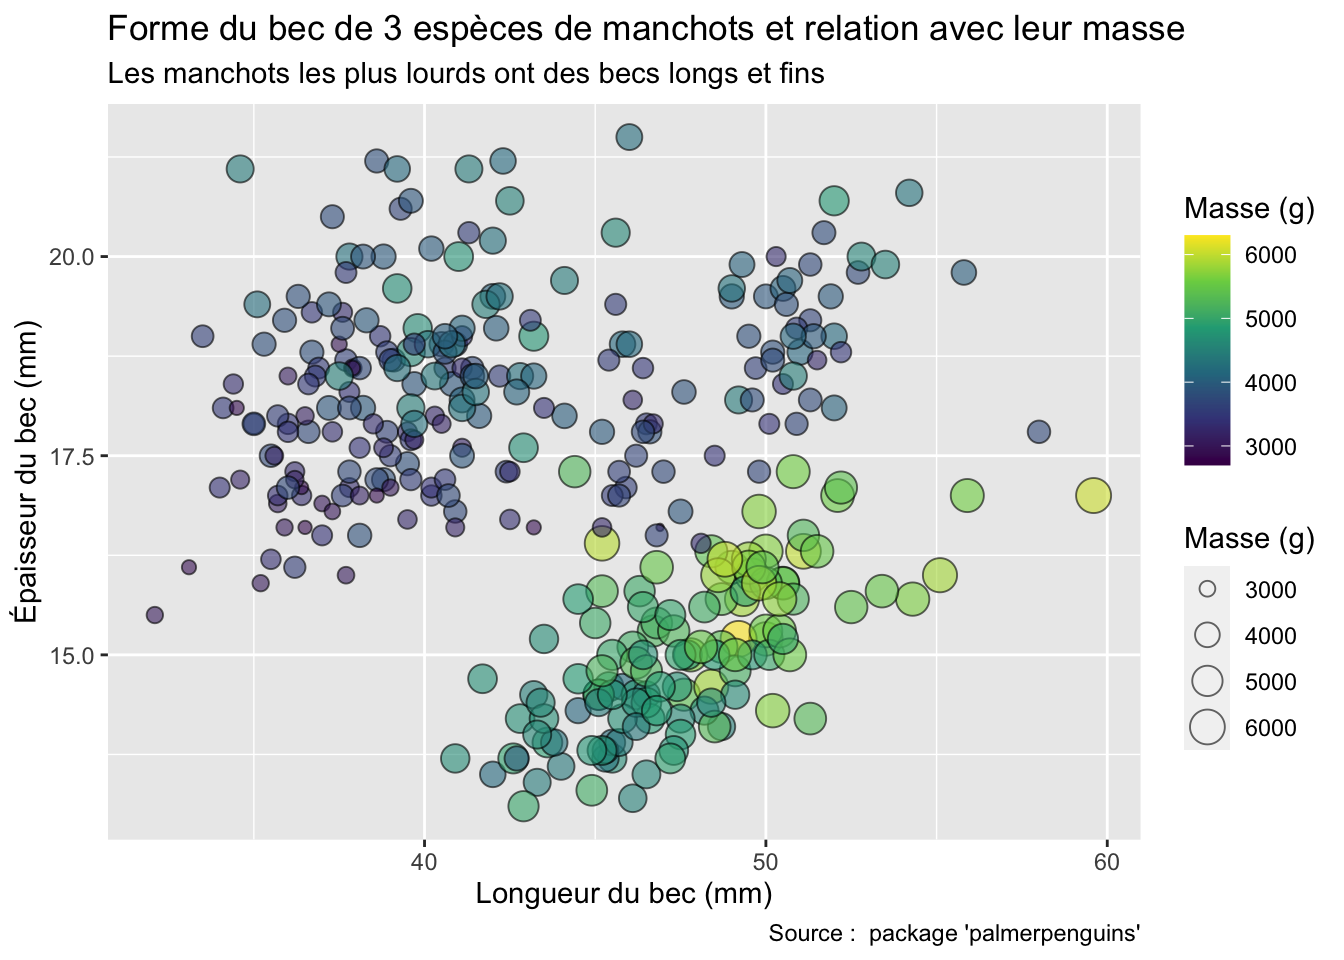 Forme du bec de 3 espèces de manchots et relation avec leur masse
Les manchots les plus lourds ont des becs longs et fins
Épaisseur du bec (mm)
20.0
17.5
15.0
40
50
60
Longueur du bec (mm)
Masse (g)
6000
5000
4000
3000
Masse (g)
3000
4000
5000
6000
Source :  package 'palmerpenguins'